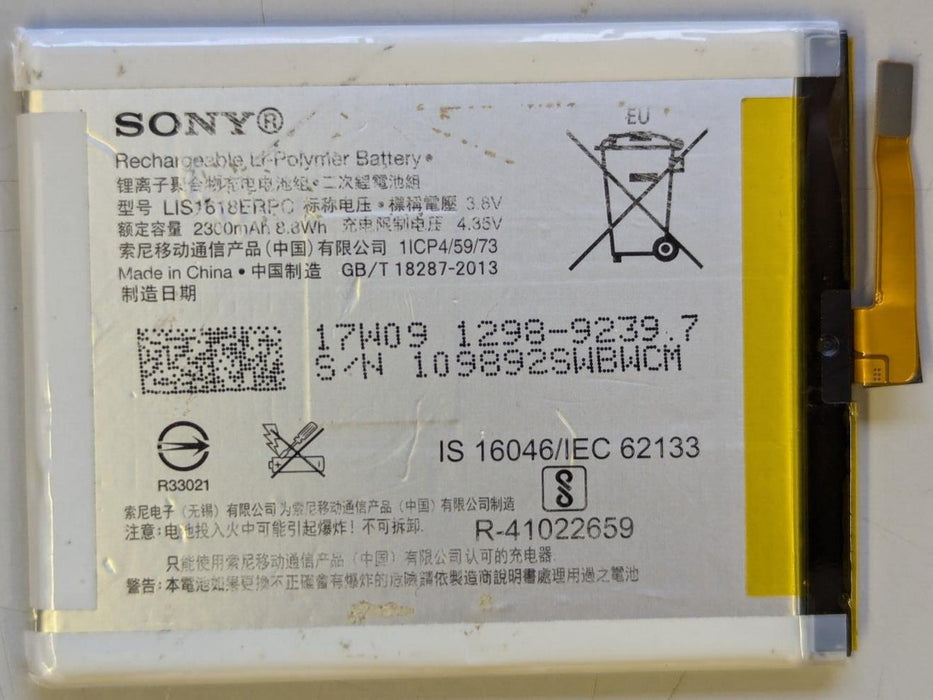 SONY®
EU
Rechargeable Li-Polymer Battery
锂离子聚合物充电电池组•二次鋰電池組
型号 LIS1618ERPC 标称电压•標稱電壓 3.8V
额定容量 2300mAh 8.8Wh 充电限制电压 4.35V
索尼移动通信产品(中国)有限公司 1ICP4/59/73
Made in China • 中国制造 GB/T 18287-2013
制造日期
17W09 1298-9239.7
S/N 109892SWBWCM
R33021
IS 16046/IEC 62133
R-41022659
索尼电子(无锡)有限公司为索尼移动通信产品(中国)有限公司制造
注意:电池投入火中可能引起爆炸!不可拆卸.
只能使用索尼移动通信产品(中国)有限公司认可的充电器.
警告:本電池如果更換不正確會有爆炸的危險請依製造商說明書處理用過之電池